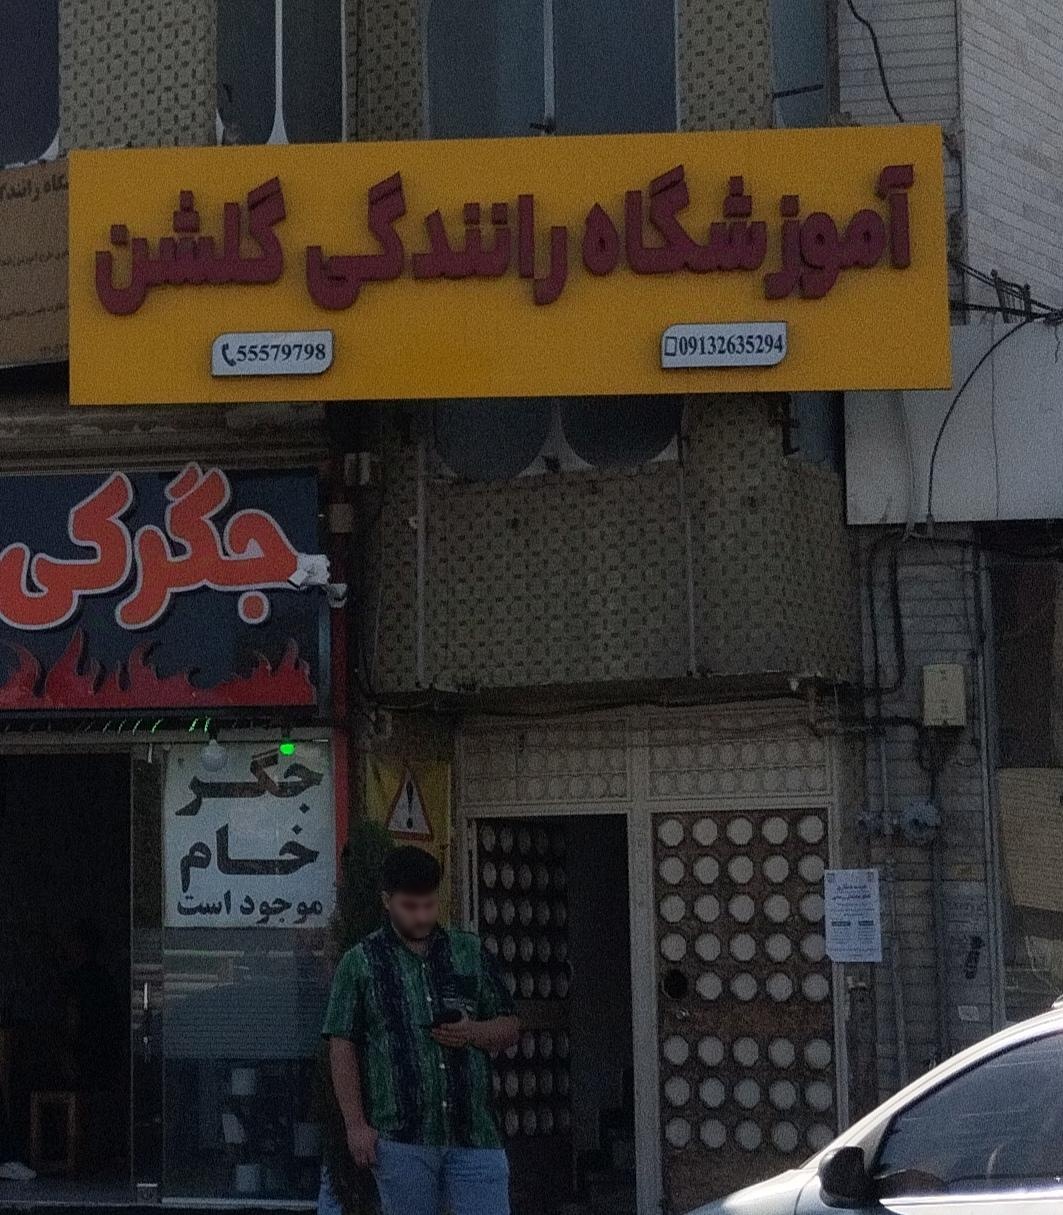 آموزشگاه رانندگی گلشن
09132635294
55579798
جگرکی
جگر
خام
موجود است